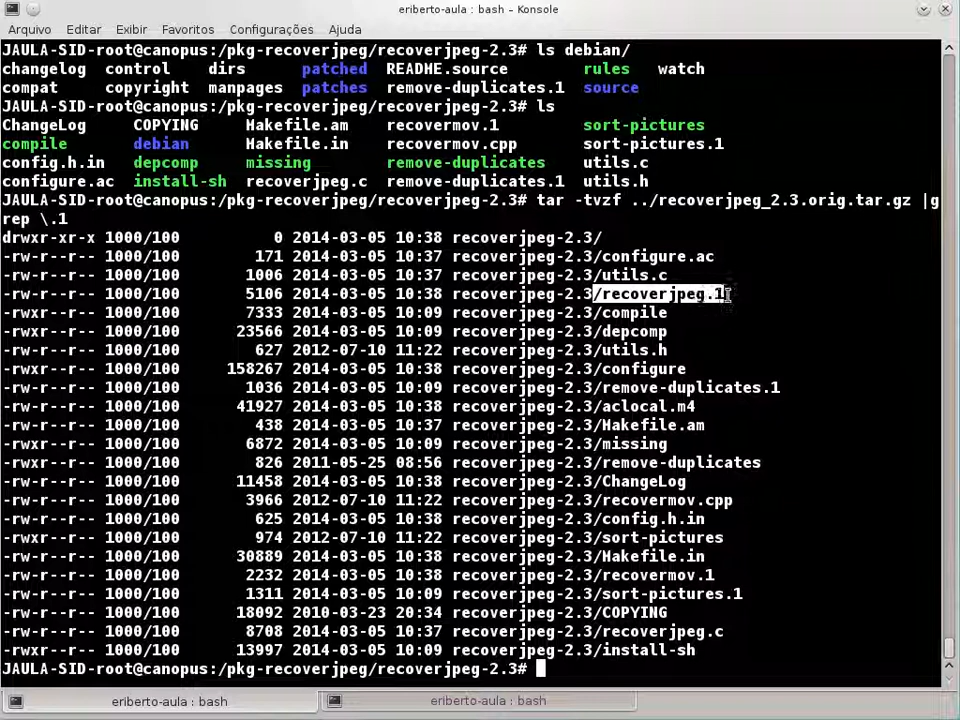 eriberto-aula : bash – Konsole
Arquivo Editar Exibir Favoritos Configurações Ajuda
JAULA-SID-root@canopus:/pkg-recoverjpeg/recoverjpeg-2.3# ls debian/
changelog control dirs patched README.source rules watch
compat copyright manpages patches remove-duplicates.1 source
JAULA-SID-root@canopus:/pkg-recoverjpeg/recoverjpeg-2.3# ls
ChangeLog COPYING Makefile.am recovermov.1 sort-pictures
compile debian Makefile.in recovermov.cpp sort-pictures.1
config.h.in depcomp missing remove-duplicates utils.c
configure.ac install-sh recoverjpeg.c remove-duplicates.1 utils.h
JAULA-SID-root@canopus:/pkg-recoverjpeg/recoverjpeg-2.3# tar -tvzf ../recoverjpeg_2.3.orig.tar.gz |g
rep \.1
drwxr-xr-x 1000/100 0 2014-03-05 10:38 recoverjpeg-2.3/
-rw-r--r-- 1000/100 171 2014-03-05 10:38 recoverjpeg-2.3/configure.ac
-rw-r--r-- 1000/100 1006 2014-03-05 10:37 recoverjpeg-2.3/utils.c
-rw-r--r-- 1000/100 5106 2014-03-05 10:38 recoverjpeg-2.3/recoverjpeg.1
-rwxr--r-- 1000/100 7333 2014-03-05 10:09 recoverjpeg-2.3/compile
-rwxr--r-- 1000/100 23566 2014-03-05 10:09 recoverjpeg-2.3/depcomp
-rw-r--r-- 1000/100 627 2012-07-10 11:22 recoverjpeg-2.3/utils.h
-rwxr--r-- 1000/100 158267 2014-03-05 10:38 recoverjpeg-2.3/configure
-rw-r--r-- 1000/100 1036 2014-03-05 10:09 recoverjpeg-2.3/remove-duplicates.1
-rw-r--r-- 1000/100 41927 2014-03-05 10:38 recoverjpeg-2.3/aclocal.m4
-rw-r--r-- 1000/100 438 2014-03-05 10:37 recoverjpeg-2.3/Makefile.am
-rwxr--r-- 1000/100 6872 2014-03-05 10:09 recoverjpeg-2.3/missing
-rwxr--r-- 1000/100 826 2011-05-25 08:56 recoverjpeg-2.3/remove-duplicates
-rw-r--r-- 1000/100 11458 2014-03-05 10:38 recoverjpeg-2.3/ChangeLog
-rw-r--r-- 1000/100 3966 2012-07-10 11:22 recoverjpeg-2.3/recovermov.cpp
-rw-r--r-- 1000/100 625 2014-03-05 10:38 recoverjpeg-2.3/config.h.in
-rwxr--r-- 1000/100 974 2012-07-10 11:22 recoverjpeg-2.3/sort-pictures
-rw-r--r-- 1000/100 30889 2014-03-05 10:38 recoverjpeg-2.3/Makefile.in
-rw-r--r-- 1000/100 2232 2014-03-05 10:38 recoverjpeg-2.3/recovermov.1
-rw-r--r-- 1000/100 1311 2014-03-05 10:09 recoverjpeg-2.3/sort-pictures.1
-rw-r--r-- 1000/100 18092 2010-03-23 20:34 recoverjpeg-2.3/COPYING
-rw-r--r-- 1000/100 8708 2014-03-05 10:37 recoverjpeg-2.3/recoverjpeg.c
-rwxr--r-- 1000/100 13997 2014-03-05 10:09 recoverjpeg-2.3/install-sh
JAULA-SID-root@canopus:/pkg-recoverjpeg/recoverjpeg-2.3#
eriberto-aula : bash eriberto-aula : bash